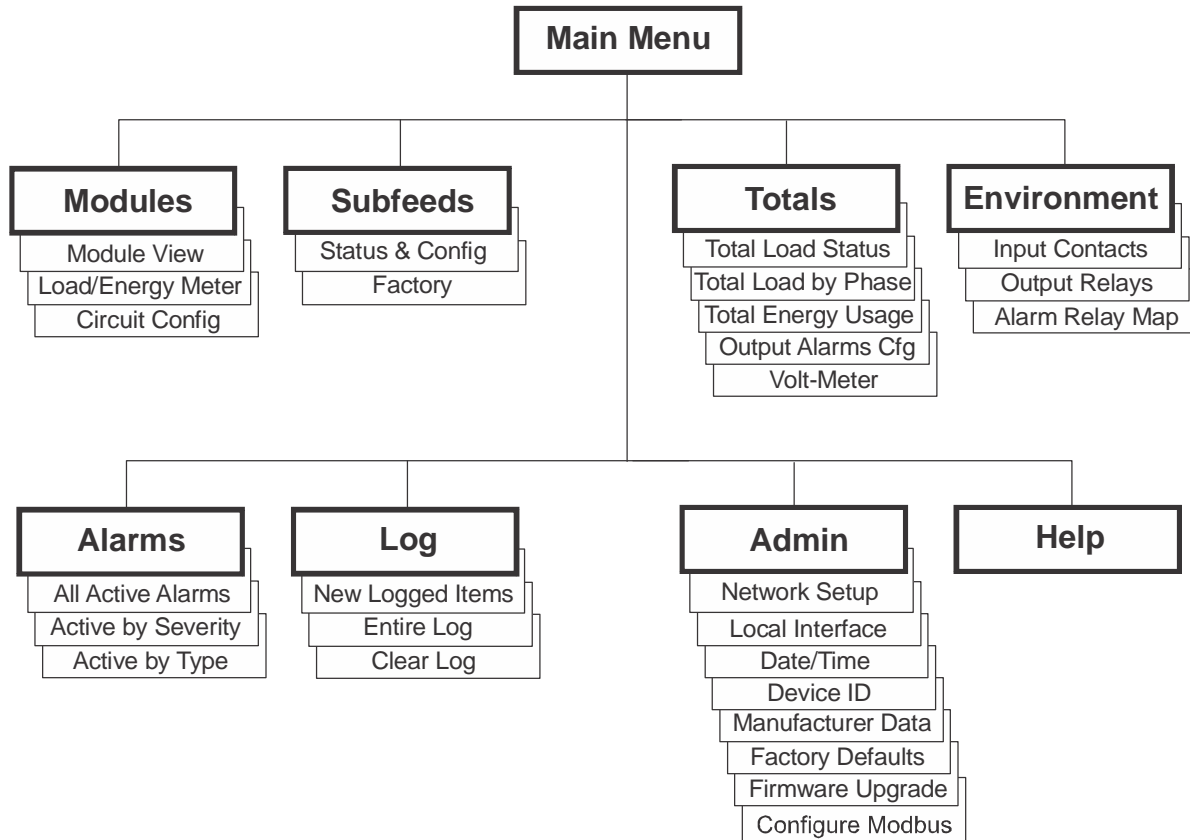 Main Menu
Modules
Module View
Load/Energy Meter
Circuit Config
Subfeeds
Status & Config
Factory
Totals
Total Load Status
Total Load by Phase
Total Energy Usage
Output Alarms Cfg
Volt-Meter
Environment
Input Contacts
Output Relays
Alarm Relay Map
Alarms
All Active Alarms
Active by Severity
Active by Type
Log
New Logged Items
Entire Log
Clear Log
Admin
Network Setup
Local Interface
Date/Time
Device ID
Manufacturer Data
Factory Defaults
Firmware Upgrade
Configure Modbus
Help